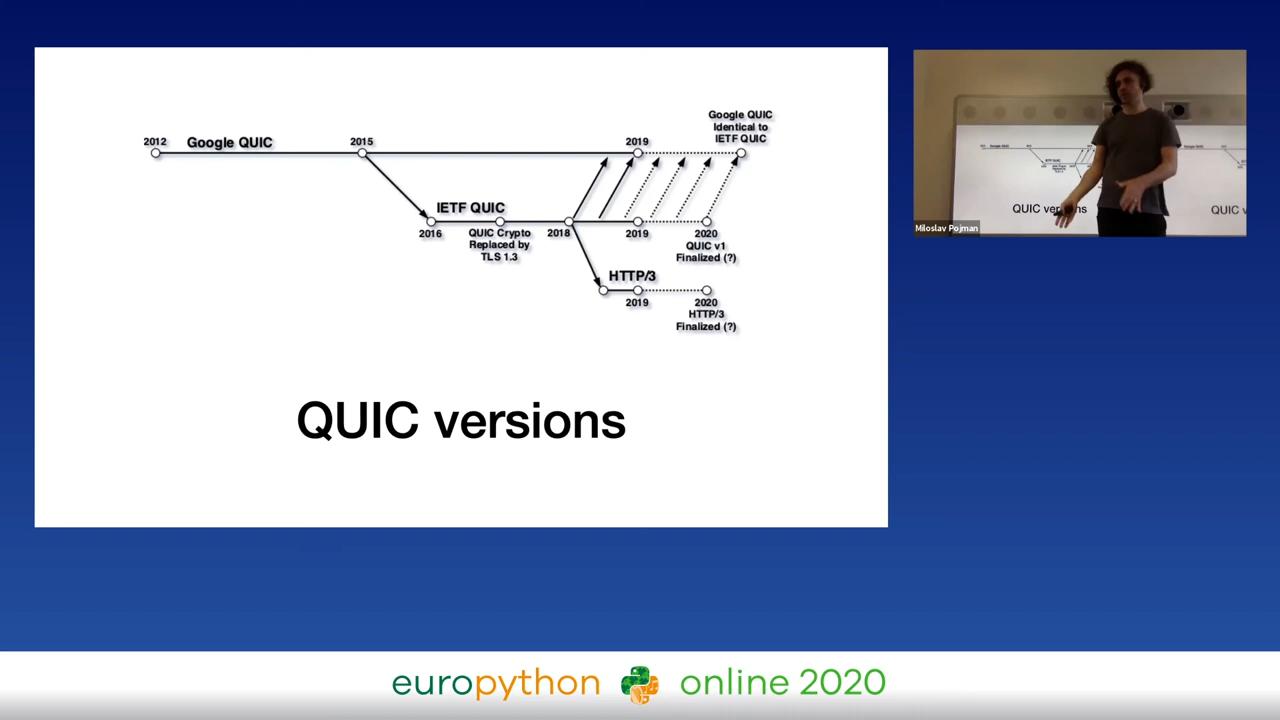 2012
Google QUIC
2015
2019
Google QUIC
Identical to
IETF QUIC
IETF QUIC
2016
QUIC Crypto
Replaced by
TLS 1.3
2018
2019
2020
QUIC v1
Finalized (?)
HTTP/3
2019
2020
HTTP/3
Finalized (?)
QUIC versions
Miloslav Pojman
QUIC versions
QUIC v
europython online 2020